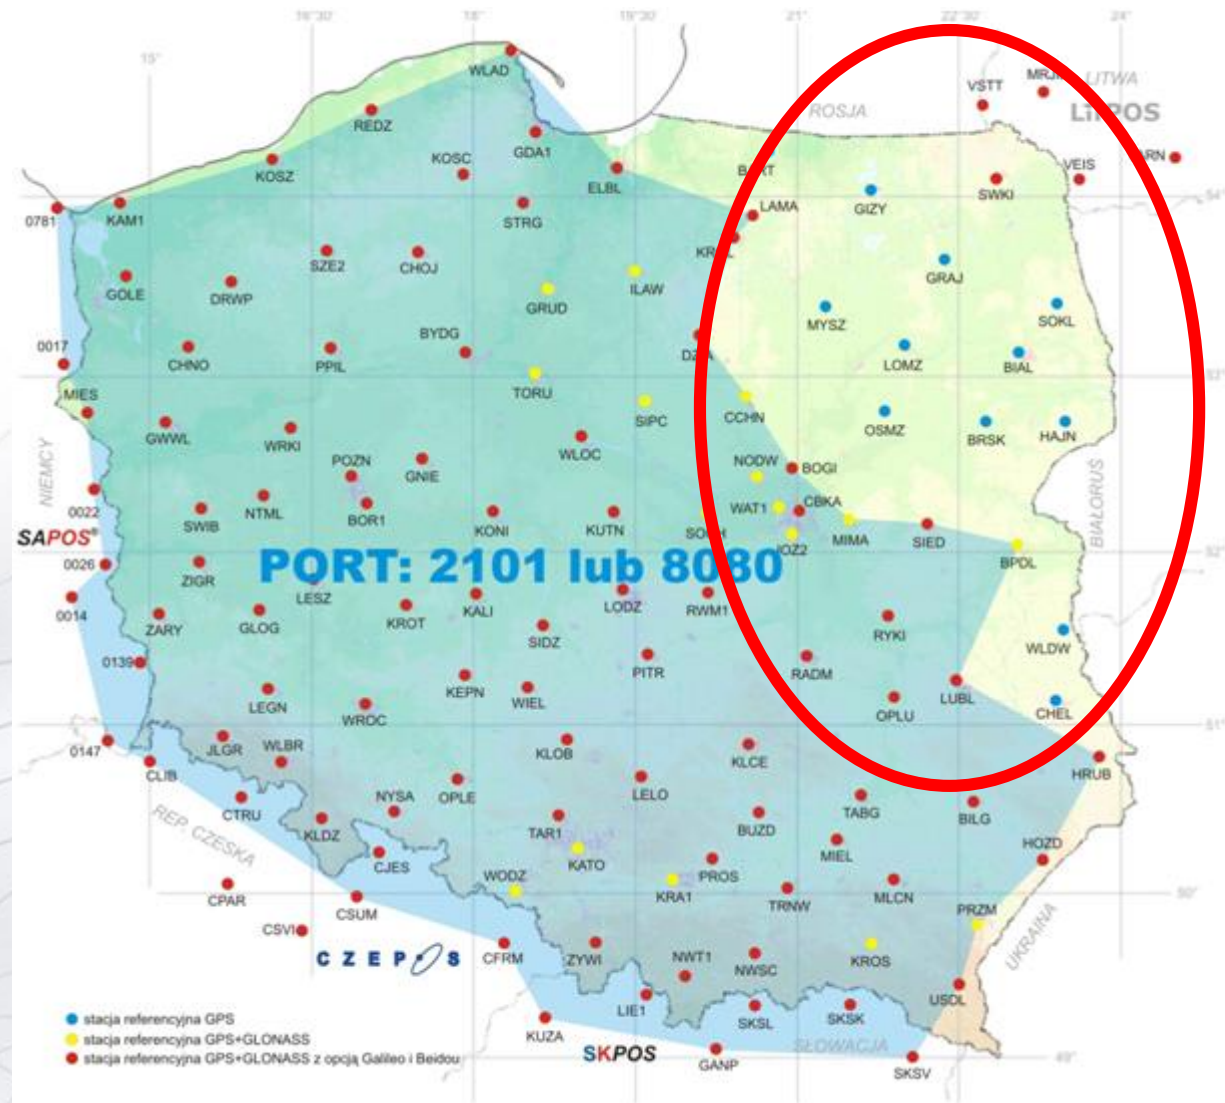 16°30'
18°
19°30'
21°
22°30'
24°
15°
WLAD
VSTT
LITWA
REDZ
ROSJA
GDA1
KOSC
KOSZ
ELBL
VEIS
GIZY
SWKI
LAMA
54°
0781
KAM1
STRG
SZE2
CHOJ
GOLE
DRWP
ILAW
GRAJ
GRUD
MYSZ
SOKL
0017
BYDG
CHNO
PPIL
LOMZ
BIAL
MIES
TORU
SIPC
CCHN
OSMZ
BRSK
HAJN
GWWL
WRKI
WLOC
NIEMCY
POZN
GNIE
NODW
BOGI
BIAŁORUŚ
0022
SWIB
NTML
BOR1
KONI
KUTN
WAT1
CBKA
SAPOS®
MIMA
SIED
JOZ2
52°
0026
ZIGR
PORT: 2101 lub 8080
BPDL
LESZ
0014
ZARY
GLOG
KROT
KALI
LODZ
RWM1
SIDZ
RYKI
WLDW
0139
PITR
RADM
LEGN
KEPN
WIEL
LUBL
WROC
OPLU
CHEL
51°
0147
JLGR
WLBR
KLOB
KLCE
CLIB
HRUB
CTRU
NYSA
OPLE
LELO
TABG
BILG
REP. CZESKA
KLDZ
TAR1
BUZD
MIEL
HOZD
CJES
KATO
PROS
WODZ
KRA1
TRNW
MLCN
50°
CPAR
CSUM
PRZM
CSVI
UKRAINA
CZEPOS
CFRM
ZYWI
NWT1
NWSC
KROS
USDL
LIE1
SKSL
SKSK
stacja referencyjna GPS
stacja referencyjna GPS+GLONASS
stacja referencyjna GPS+GLONASS z opcją Galileo i Beidou
KUZA
SKPOS
GANP
SŁOWACJA
SKSV
49°